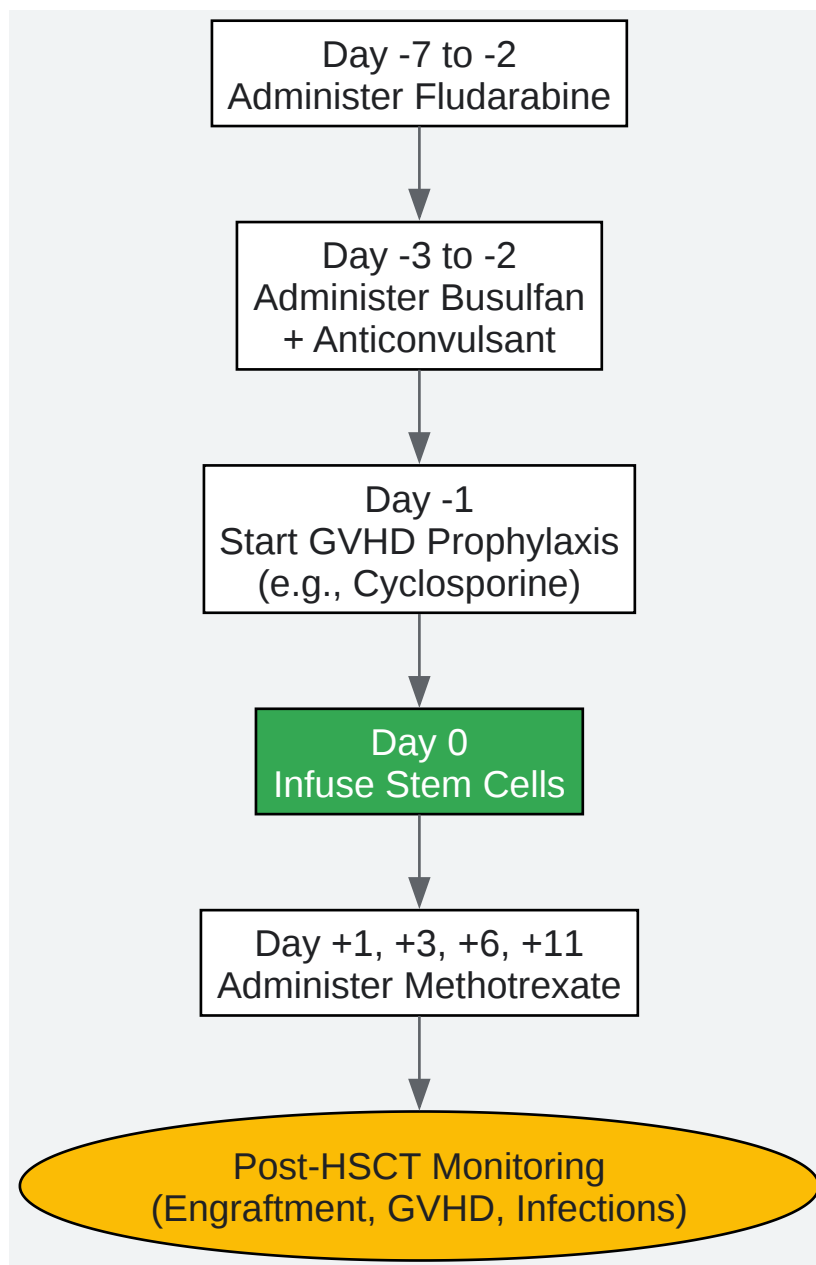 Day -7 to -2
Administer Fludarabine
Day -3 to -2
Administer Busulfan
+ Anticonvulsant
Day -1
Start GVHD Prophylaxis
(e.g., Cyclosporine)
Day 0
Infuse Stem Cells
Day +1, +3, +6, +11
Administer Methotrexate
Post-HSCT Monitoring
(Engraftment, GVHD, Infections)